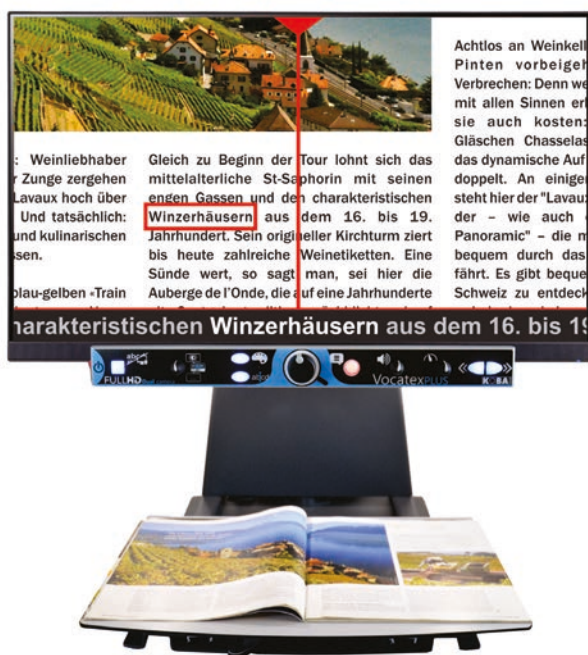 : Weinliebhaber
r Zunge zergehen
Lavaux hoch über
Und tatsächlich:
und kulinarischen
ssen.
blau-gelben «Train
Gleich zu Beginn der Tour lohnt sich das
mittelalterliche St-Saphorin mit seinen
engen Gassen und den charakteristischen
Winzerhäusern aus dem 16. bis 19.
Jahrhundert. Sein origineller Kirchturm ziert
bis heute zahlreiche Weinetiketten. Eine
Sünde wert, so sagt man, sei hier die
Auberge de l'Onde, die auf eine Jahrhunderte
Achtlos an Weinkell
Pinten vorbeigeh
Verbrechen: Denn we
mit allen Sinnen er
sie auch kosten:
Gläschen Chasselas
das dynamische Auf
doppelt. An einige
steht hier der "Lavau
der – wie auch
Panoramic" – die m
bequem durch das
fährt. Es gibt beque
Schweiz zu entdeck
harakteristischen Winzerhäusern aus dem 16. bis 19
FULLHD
VocatexPLUS
KOBA